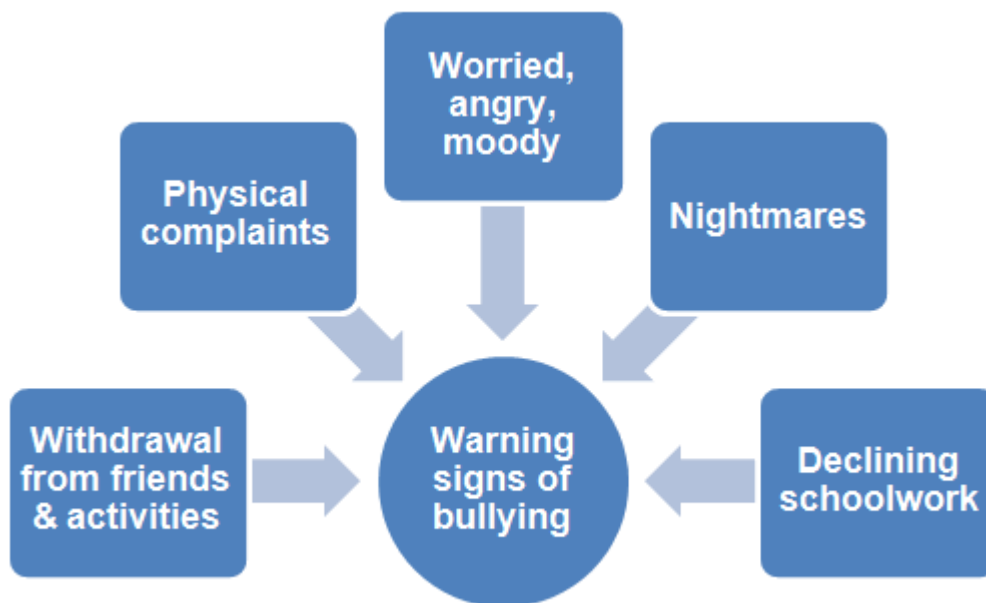 Worried,
angry,
moody
Physical
complaints
Nightmares
Withdrawal
from friends
& activities
Warning
signs of
bullying
Declining
schoolwork